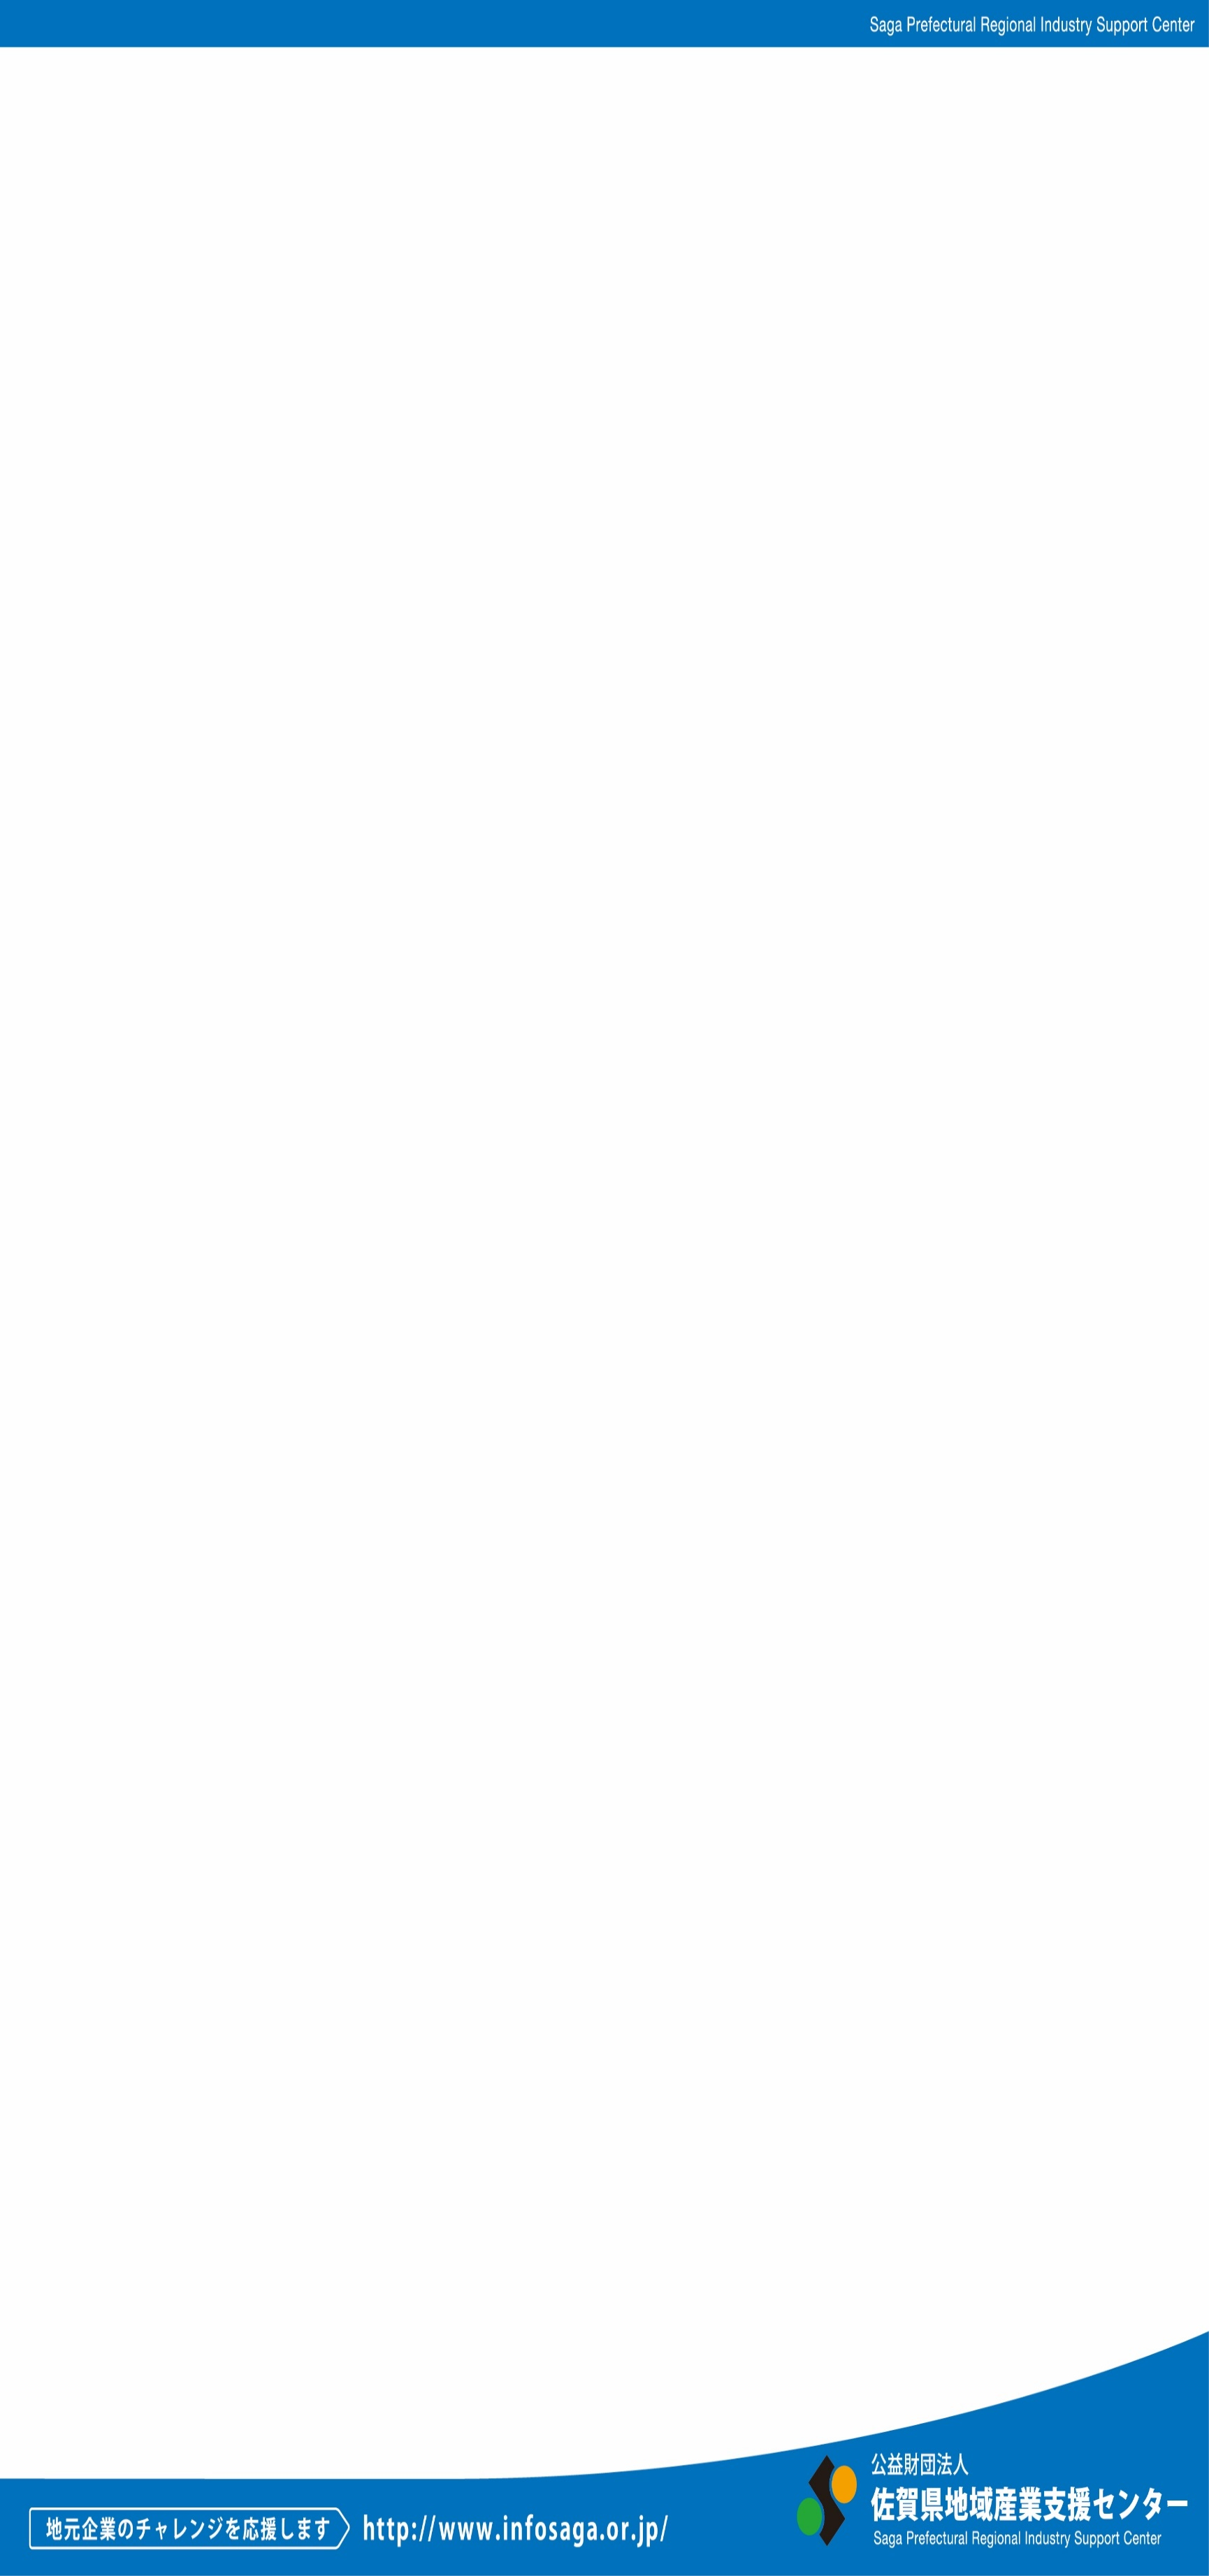 Saga Prefectural Regional Industry Support Center
公益財団法人
佐賀県地域産業支援センター
Saga Prefectural Regional Industry Support Center
地元企業のチャレンジを応援します
http://www.infosaga.or.jp/